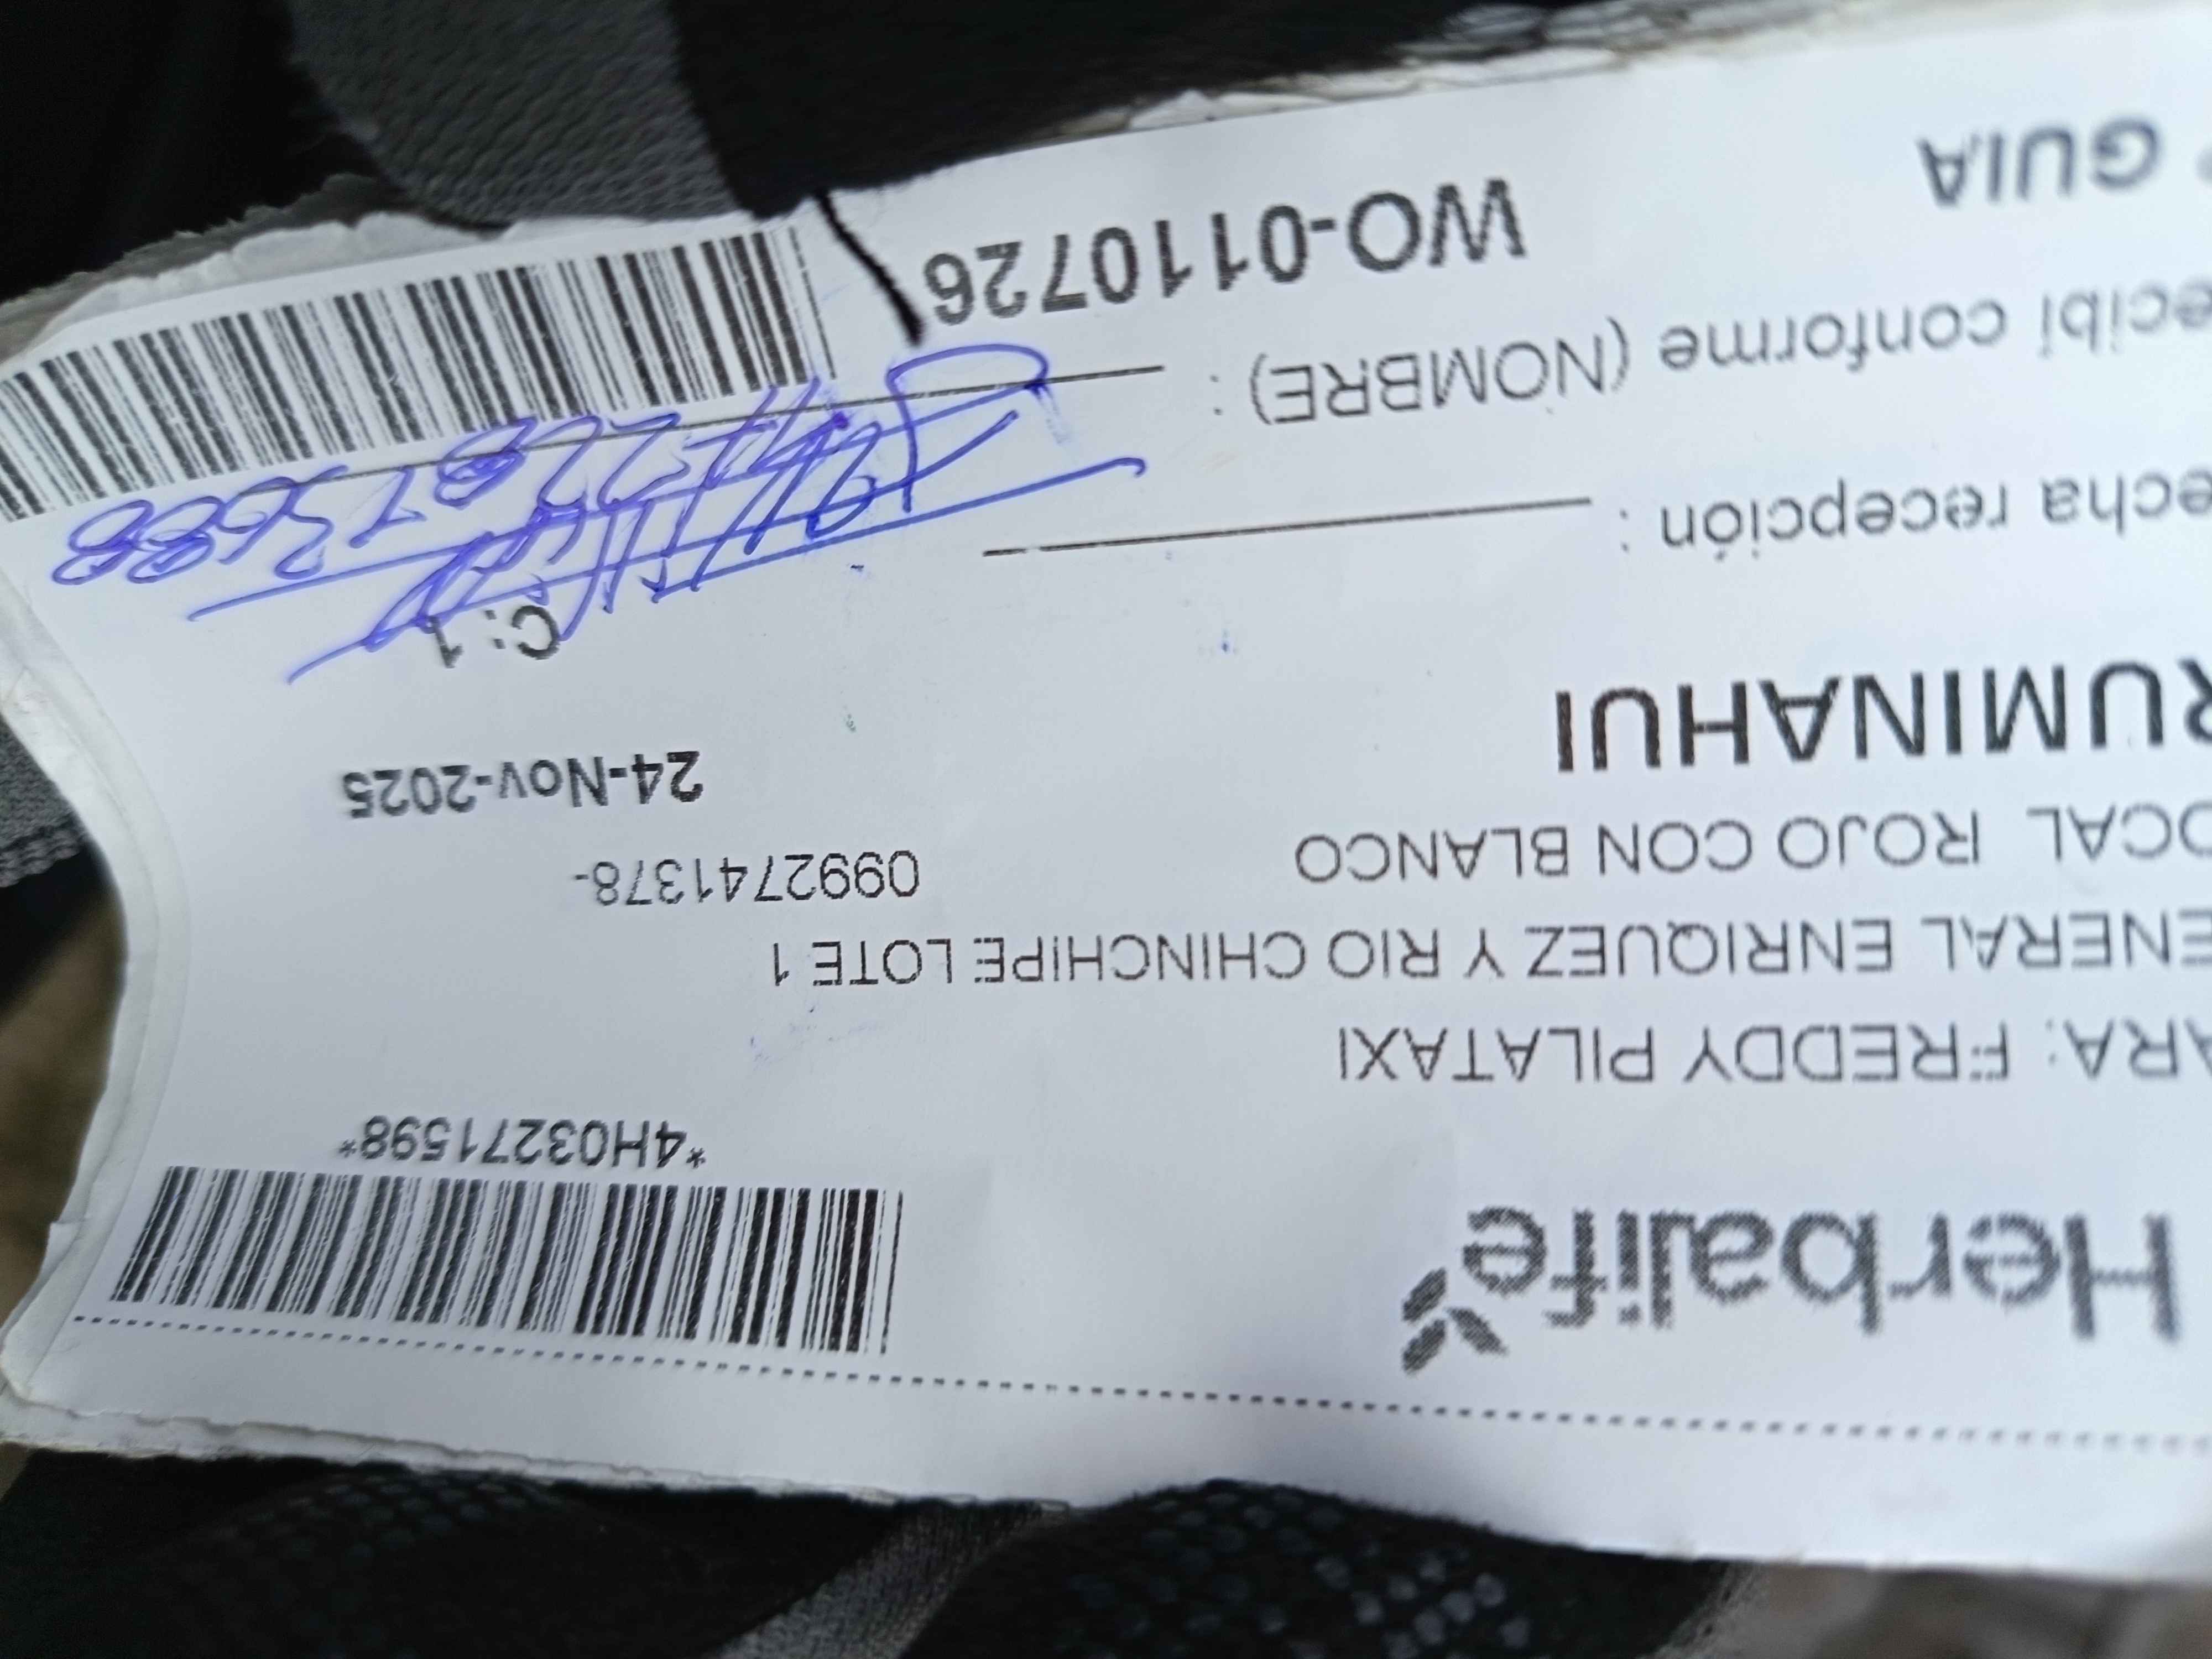 Herbalife
*4H03271598*
ARA: FREDDY PILATAXI
ENERAL ENRIQUEZ Y RIO CHINCHIPE LOTE 1
OCAL ROJO CON BLANCO 0992741378-
RUMINAHUI 24-Nov-2025
C: 1
echa recepción :
ecibí conforme (NOMBRE) :
GUIA WO-0110726